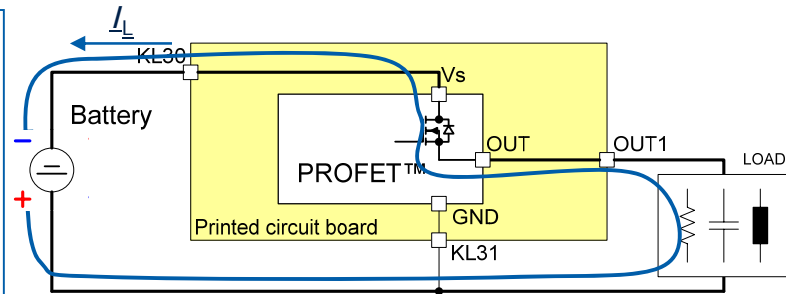 I_L
KL30
Vs
Battery
−
+
OUT
OUT1
LOAD
PROFET™
GND
Printed circuit board
KL31